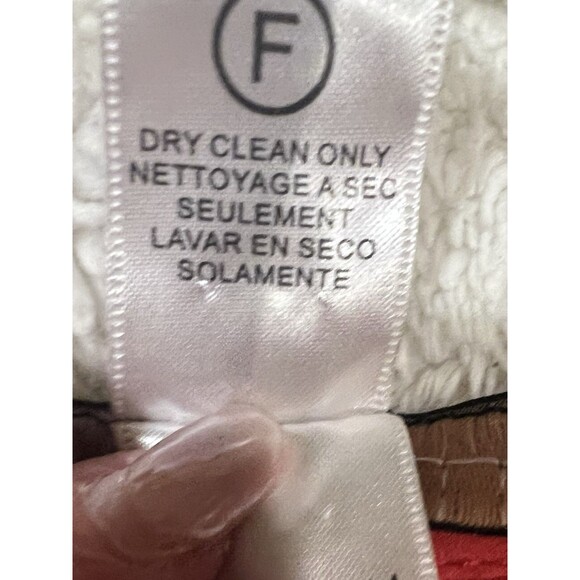 F
DRY CLEAN ONLY
NETTOYAGE A SEC
SEULEMENT
LAVAR EN SECO
SOLAMENTE